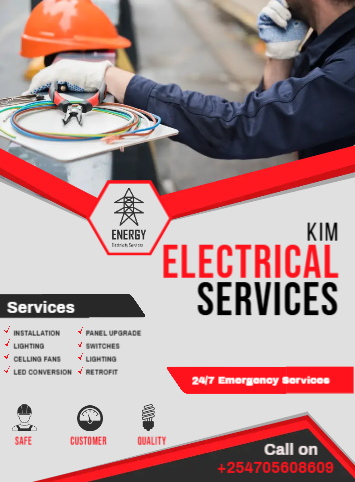 ENERGY
Electricity Services
KIM
ELECTRICAL
SERVICES
Services
INSTALLATION
LIGHTING
CELLING FANS
LED CONVERSION
PANEL UPGRADE
SWITCHES
LIGHTING
RETROFIT
24/7 Emergency Services
SAFE
CUSTOMER
QUALITY
Call on
+254705608609